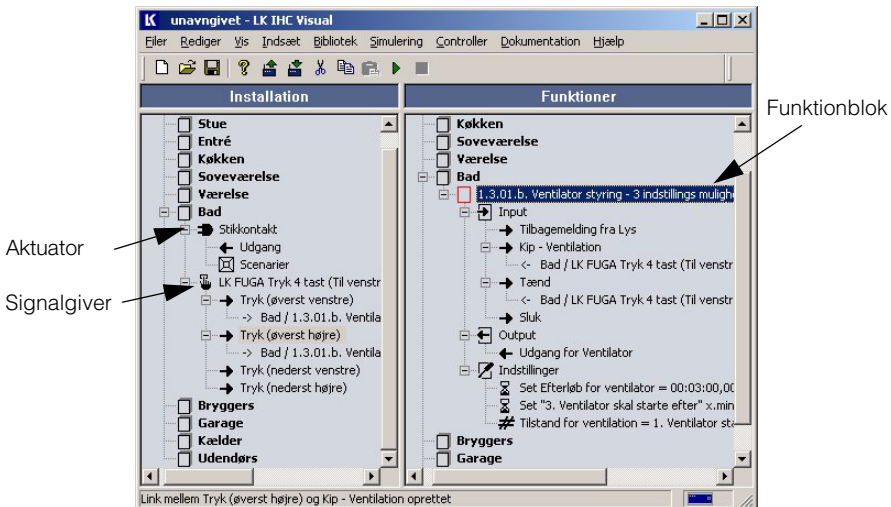 unavngivet - LK IHC Visual
Filer Rediger Vis Indsæt Bibliotek Simulering Controller Dokumentation Hjælp
Installation
Stue
Entré
Køkken
Soveværelse
Værelse
Bad
Stikkontakt
Udgang
Scenarier
LK FUGA Tryk 4 tast (Til venstr
Tryk (øverst venstre)
-> Bad / 1.3.01.b. Ventila
Tryk (øverst højre)
-> Bad / 1.3.01.b. Ventila
Tryk (nederst venstre)
Tryk (nederst højre)
Bryggers
Garage
Kælder
Udendørs
Funktioner
Køkken
Soveværelse
Værelse
Bad
1.3.01.b. Ventilator styring - 3 indstillings mulighe
Input
Tilbagemelding fra Lys
Kip - Ventilation
<- Bad / LK FUGA Tryk 4 tast (Til venstr
Tænd
<- Bad / LK FUGA Tryk 4 tast (Til venstr
Sluk
Output
Udgang for Ventilator
Indstillinger
Set Efterløb for ventilator = 00:03:00,00
Set "3. Ventilator skal starte efter" x.min
Tilstand for ventilation = 1. Ventilator sta
Bryggers
Garage
Link mellem Tryk (øverst højre) og Kip - Ventilation oprettet
Aktuator
Signalgiver
Funktionblok